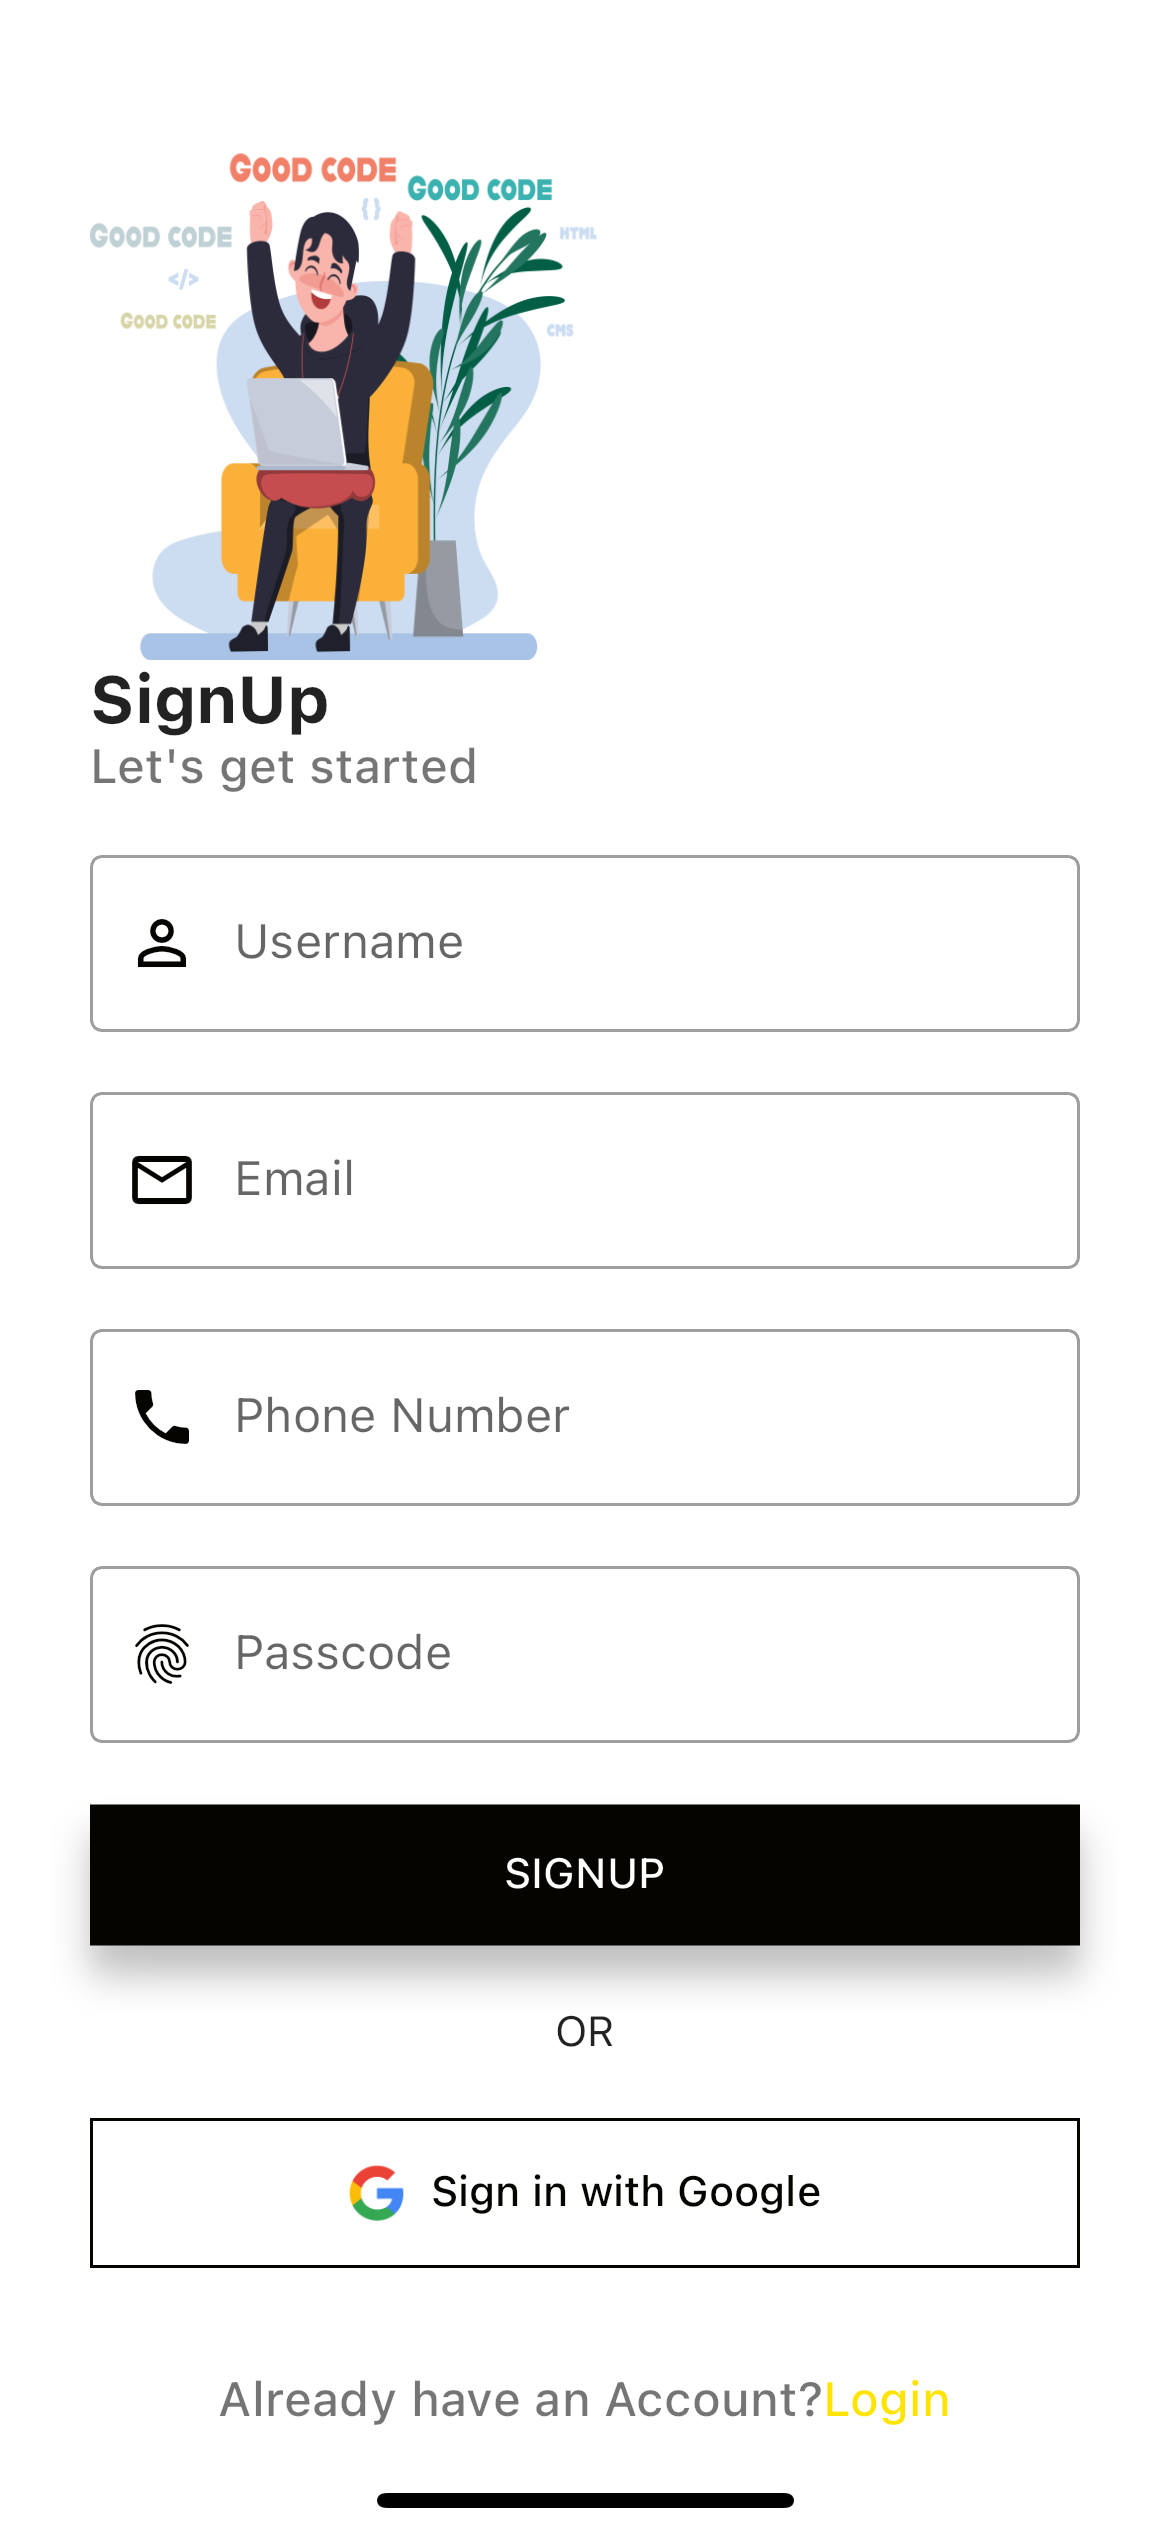 GOOD CODE
GOOD CODE
{}
GOOD CODE
HTML
</>
GOOD CODE
CMS
SignUp
Let's get started
Username
Email
Phone Number
Passcode
SIGNUP
OR
Sign in with Google
Already have an Account?Login